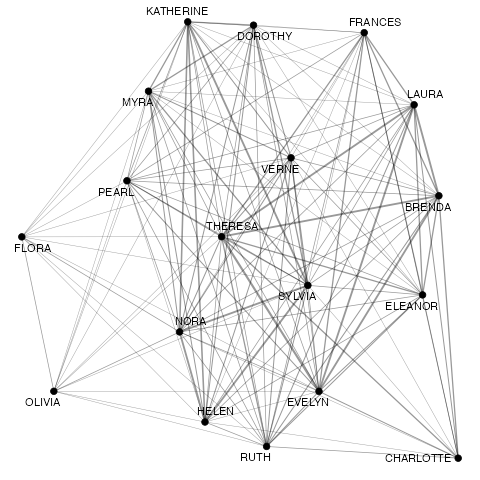 KATHERINE
FRANCES
DOROTHY
LAURA
MYRA
VERNE
PEARL
BRENDA
THERESA
FLORA
SYLVIA
ELEANOR
NORA
OLIVIA
EVELYN
HELEN
RUTH
CHARLOTTE